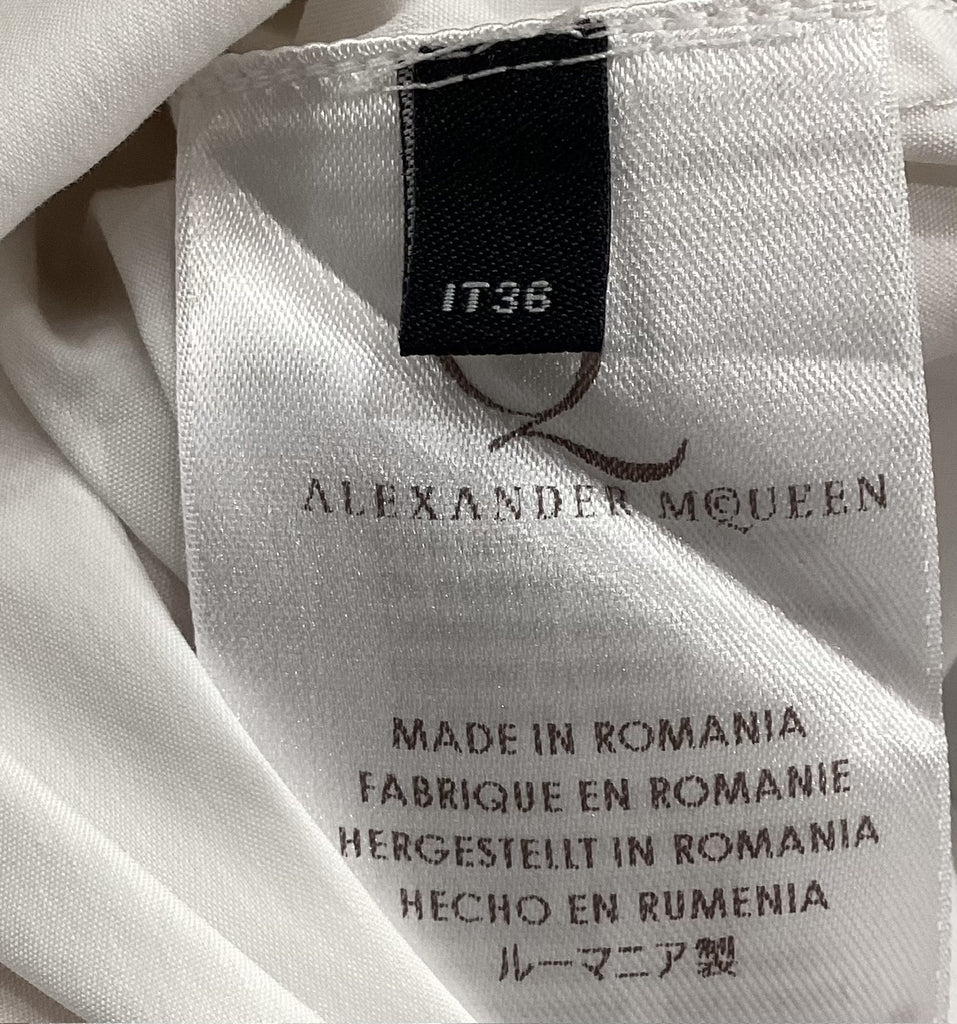 IT36
ALEXANDER MCQUEEN
MADE IN ROMANIA
FABRIQUE EN ROMANIE
HERGESTELLT IN ROMANIA
HECHO EN RUMENIA
ルーマニア製